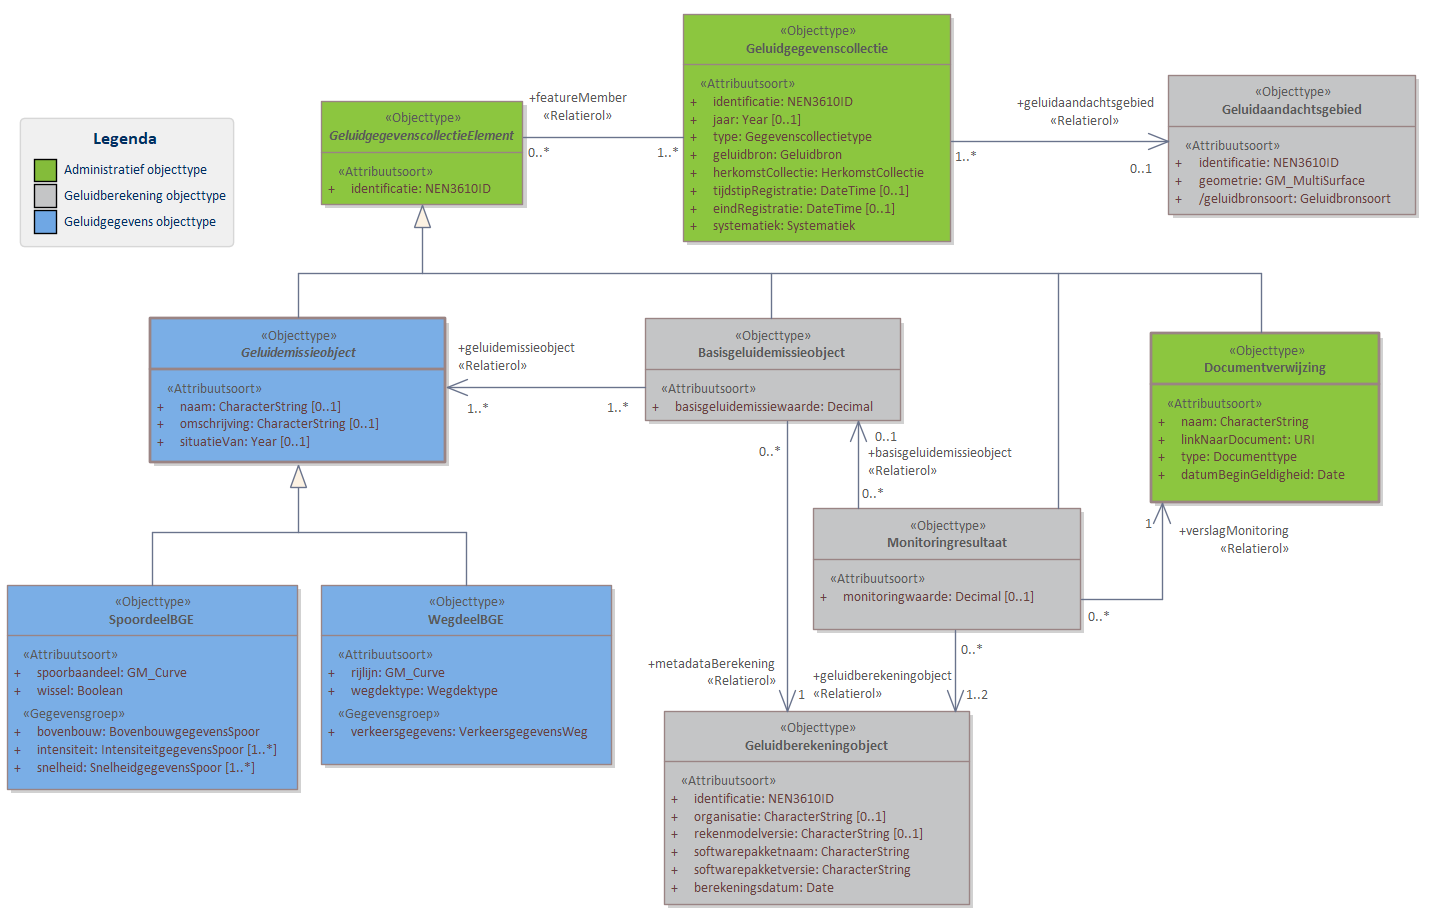 Legenda
Administratief objecttype
Geluidberekening objecttype
Geluidgegevens objecttype
«Objecttype»
GeluidgegevenscollectieElement
«Attribuutsoort»
+ identificatie: NEN3610ID
+featureMember
«Relatierol»
0..*
1..*
«Objecttype»
Geluidgegevenscollectie
«Attribuutsoort»
+ identificatie: NEN3610ID
+ jaar: Year [0..1]
+ type: Gegevenscollectietype
+ geluidbron: Geluidbron
+ herkomstCollectie: HerkomstCollectie
+ tijdstipRegistratie: DateTime [0..1]
+ eindRegistratie: DateTime [0..1]
+ systematiek: Systematiek
+geluidaandachtsgebied
«Relatierol»
1..*
0..1
«Objecttype»
Geluidaandachtsgebied
«Attribuutsoort»
+ identificatie: NEN3610ID
+ geometrie: GM_MultiSurface
+ /geluidbronsoort: Geluidbronsoort
«Objecttype»
Geluidemissieobject
«Attribuutsoort»
+ naam: CharacterString [0..1]
+ omschrijving: CharacterString [0..1]
+ situatieVan: Year [0..1]
+geluidemissieobject
«Relatierol»
1..*
1..*
«Objecttype»
Basisgeluidemissieobject
«Attribuutsoort»
+ basisgeluidemissiewaarde: Decimal
«Objecttype»
Documentverwijzing
«Attribuutsoort»
+ naam: CharacterString
+ linkNaarDocument: URI
+ type: Documenttype
+ datumBeginGeldigheid: Date
0..*
0..1
+basisgeluidemissieobject
«Relatierol»
0..*
«Objecttype»
Monitoringresultaat
«Attribuutsoort»
+ monitoringwaarde: Decimal [0..1]
1
+verslagMonitoring
«Relatierol»
0..*
«Objecttype»
SpoordeelBGE
«Attribuutsoort»
+ spoorbaandeel: GM_Curve
+ wissel: Boolean
«Gegevensgroep»
+ bovenbouw: BovenbouwgegevensSpoor
+ intensiteit: IntensiteitgegevensSpoor [1..*]
+ snelheid: SnelheidgegevensSpoor [1..*]
«Objecttype»
WegdeelBGE
«Attribuutsoort»
+ rijlijn: GM_Curve
+ wegdektype: Wegdektype
«Gegevensgroep»
+ verkeersgegevens: VerkeersgegevensWeg
+metadataBerekening
«Relatierol»
1
0..*
+geluidberekeningobject
«Relatierol»
1..2
«Objecttype»
Geluidberekeningobject
«Attribuutsoort»
+ identificatie: NEN3610ID
+ organisatie: CharacterString [0..1]
+ rekenmodelversie: CharacterString [0..1]
+ softwarepakketnaam: CharacterString
+ softwarepakketversie: CharacterString
+ berekeningsdatum: Date